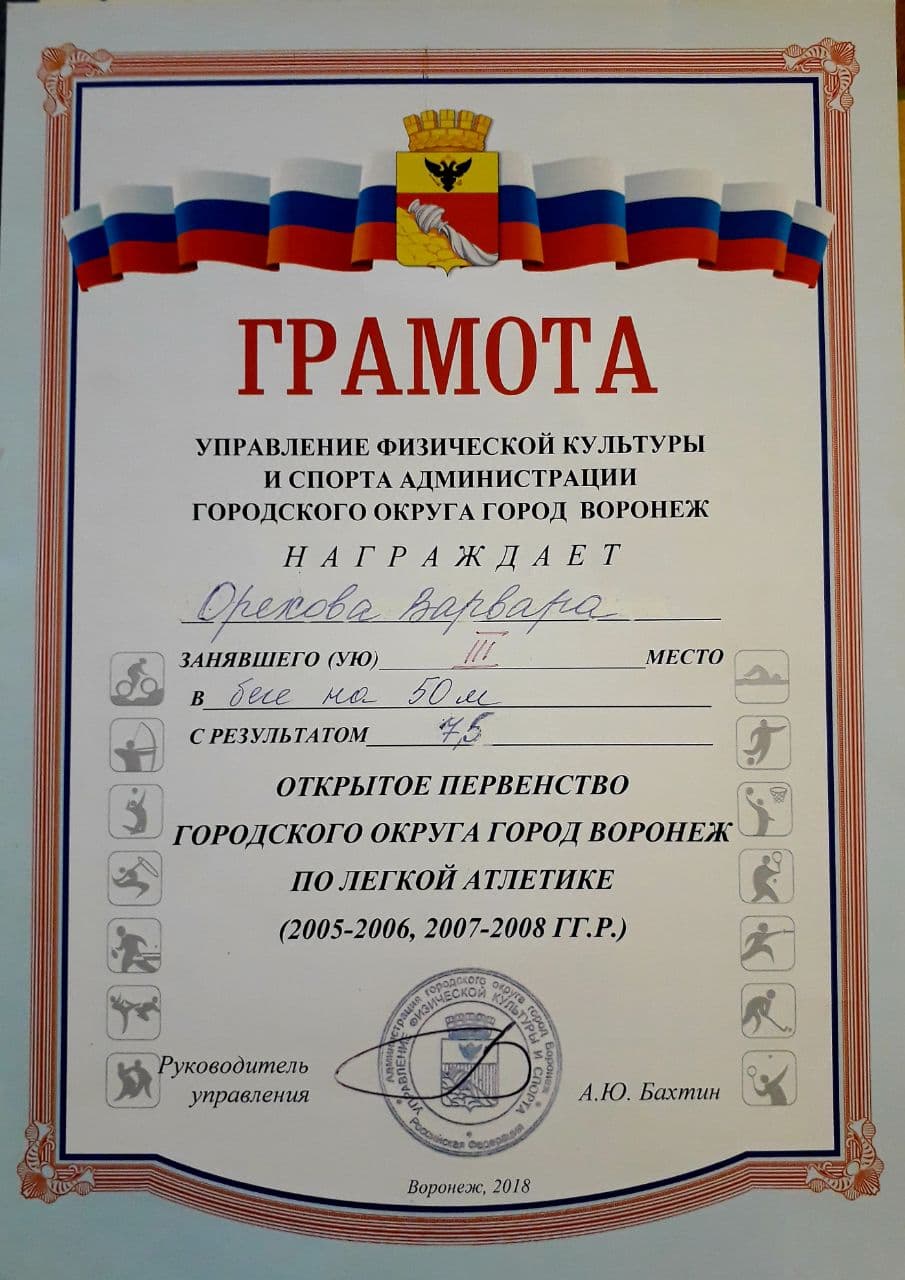 ГРАМОТА
УПРАВЛЕНИЕ ФИЗИЧЕСКОЙ КУЛЬТУРЫ
И СПОРТА АДМИНИСТРАЦИИ
ГОРОДСКОГО ОКРУГА ГОРОД ВОРОНЕЖ
НАГРАЖДАЕТ
Орехова Варвара
ЗАНЯВШЕГО (УЮ) III МЕСТО
В беге на 50 м
С РЕЗУЛЬТАТОМ 7,5
ОТКРЫТОЕ ПЕРВЕНСТВО
ГОРОДСКОГО ОКРУГА ГОРОД ВОРОНЕЖ
ПО ЛЕГКОЙ АТЛЕТИКЕ
(2005-2006, 2007-2008 ГГ.Р.)
Администрация городского округа город Воронеж
УПРАВЛЕНИЕ ФИЗИЧЕСКОЙ КУЛЬТУРЫ И СПОРТА
Российская Федерация
Руководитель
управления
А.Ю. Бахтин
Воронеж, 2018